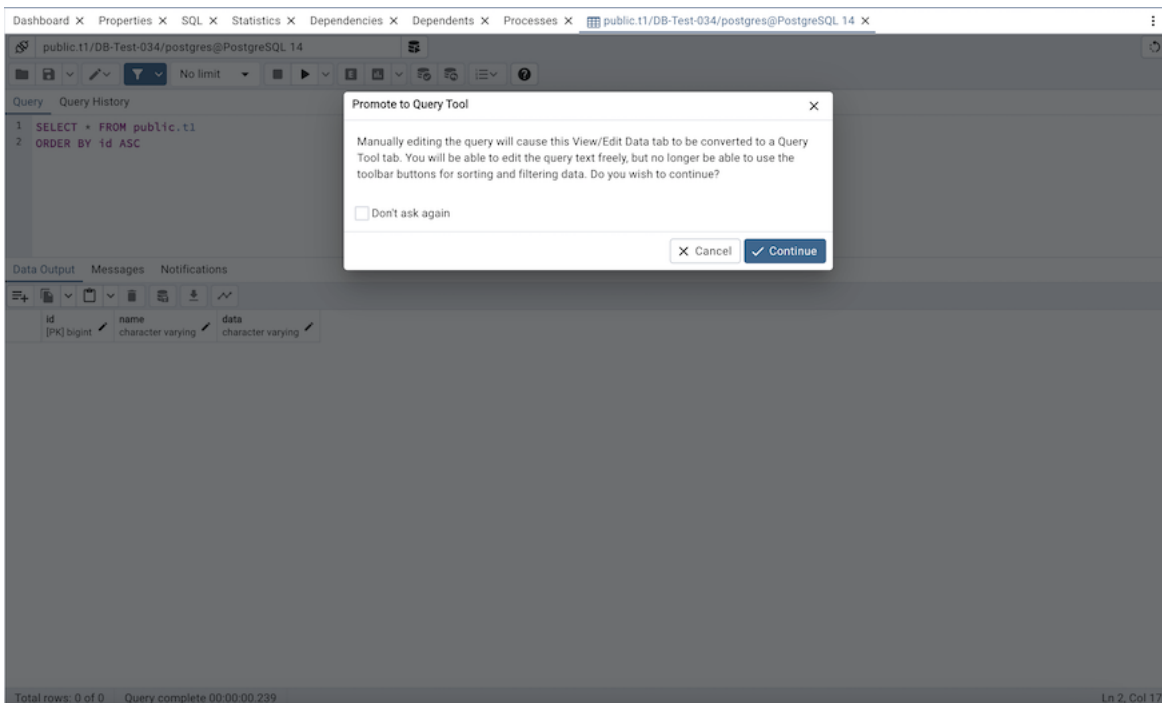 Dashboard Properties SQL Statistics Dependencies Dependents Processes public.t1/DB-Test-034/postgres@PostgreSQL 14
public.t1/DB-Test-034/postgres@PostgreSQL 14
No limit
Query Query History
1 SELECT * FROM public.t1
2 ORDER BY id ASC
Promote to Query Tool
Manually editing the query will cause this View/Edit Data tab to be converted to a Query
Tool tab. You will be able to edit the query text freely, but no longer be able to use the
toolbar buttons for sorting and filtering data. Do you wish to continue?
Don't ask again
Cancel Continue
Data Output Messages Notifications
id name data
[PK] bigint character varying character varying
Total rows: 0 of 0 Query complete 00:00:00.239 Ln 2, Col 17